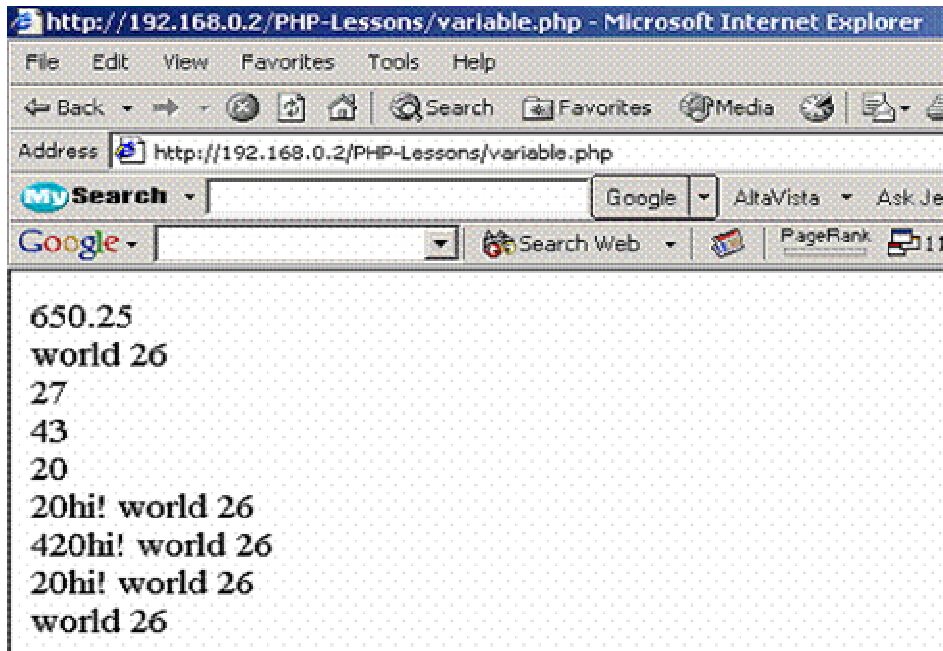 http://192.168.0.2/PHP-Lessons/variable.php - Microsoft Internet Explorer
File Edit View Favorites Tools Help
Back Search Favorites Media
Address http://192.168.0.2/PHP-Lessons/variable.php
My Search Google AltaVista Ask Je
Google Search Web PageRank 11
650.25
world 26
27
43
20
20hi! world 26
420hi! world 26
20hi! world 26
world 26